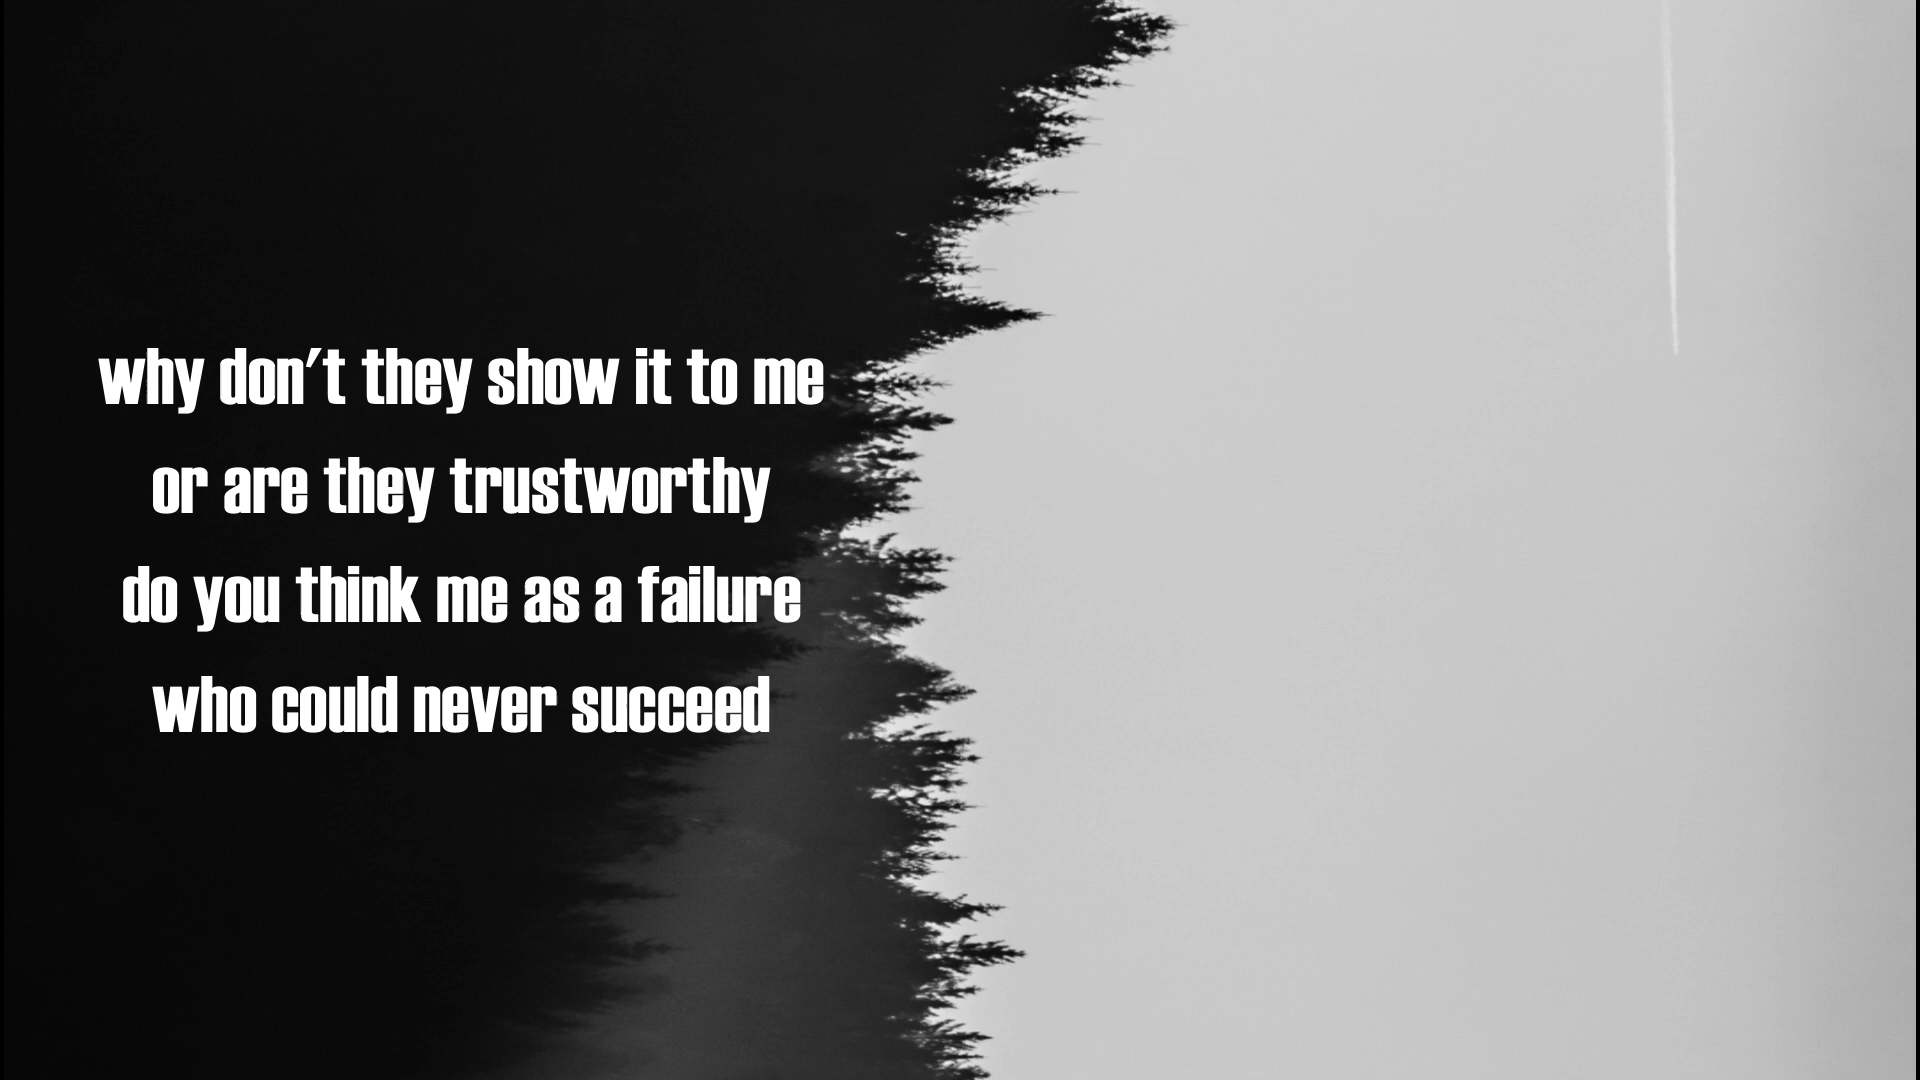 why don't they show it to me
or are they trustworthy
do you think me as a failure
who could never succeed